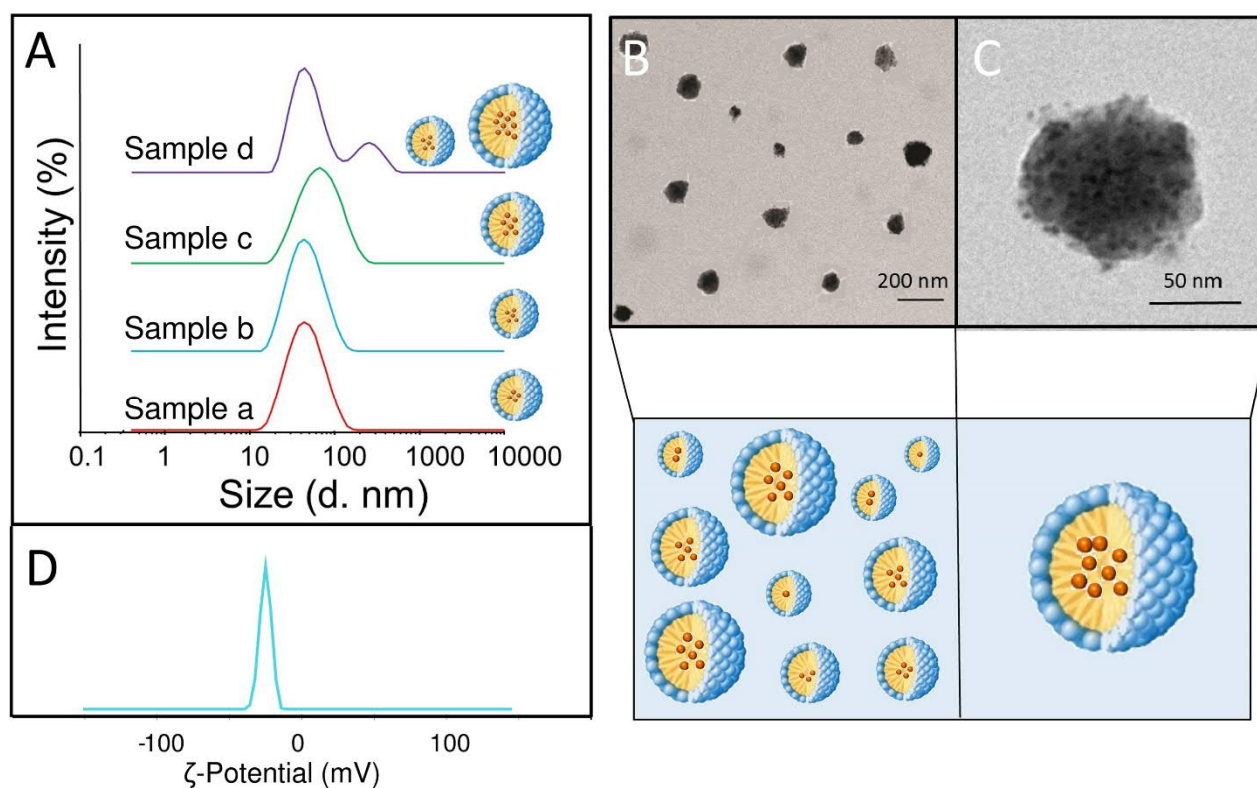 A
Intensity (%)
Sample d
Sample c
Sample b
Sample a
0.1 1 10 100 1000 10000
Size (d. nm)
B
200 nm
C
50 nm
D
-100 0 100
ζ-Potential (mV)